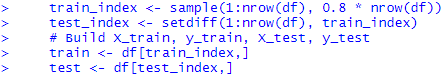 > train_index <- sample(1:nrow(df), 0.8 * nrow(df))
> test_index <- setdiff(1:nrow(df), train_index)
> # Build X_train, y_train, X_test, y_test
> train <- df[train_index,]
> test <- df[test_index,]